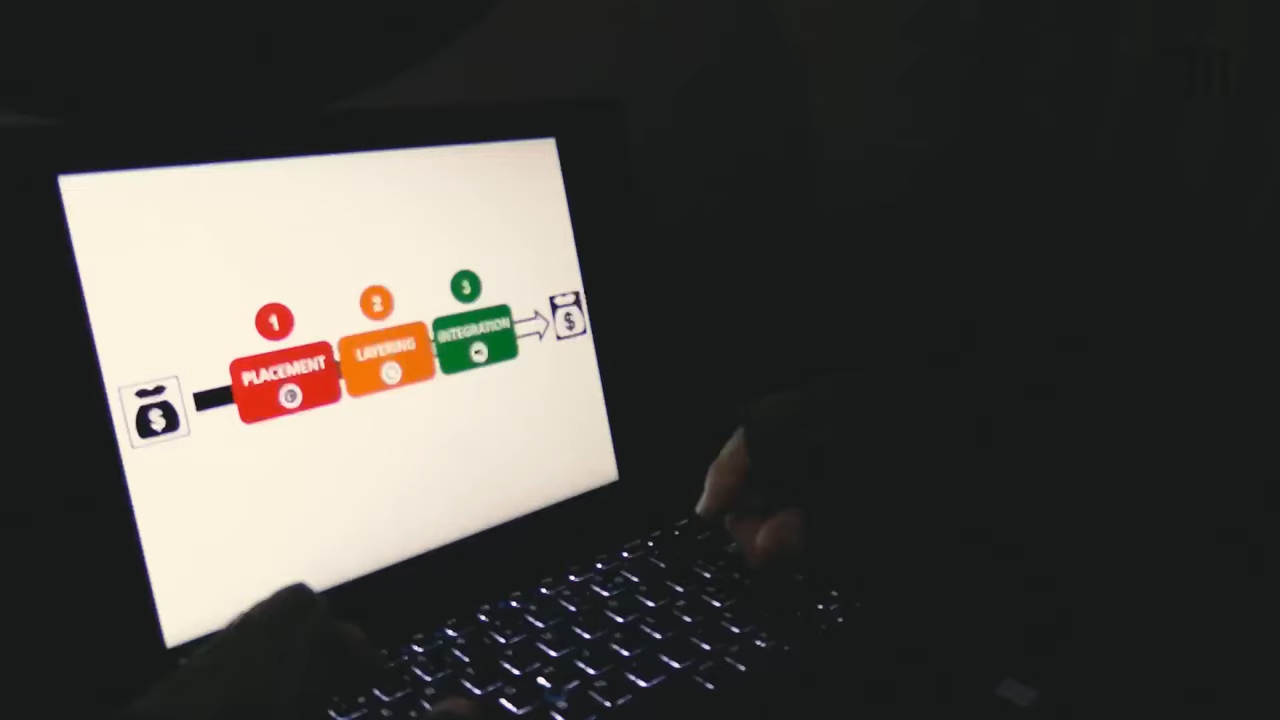 1
2
3
PLACEMENT
LAYERING
INTEGRATION
$
$